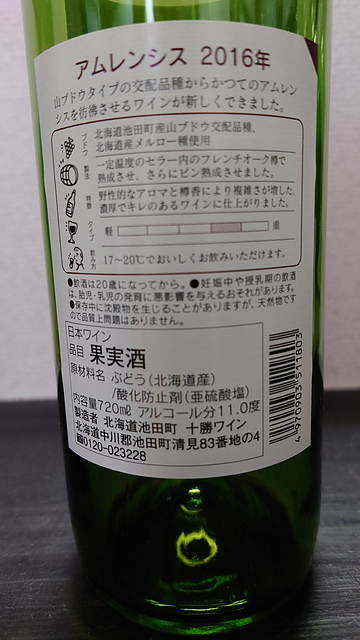 アムレンシス 2016年
山ブドウタイプの交配品種からかつてのアムレン
シスを彷彿させるワインが新しくできました。
ブドウ
北海道池田町産山ブドウ交配品種、
北海道産メルロー種使用
製法
一定温度のセラー内のフレンチオーク樽で
熟成させ、さらにビン熟成させました。
特徴
野性的なアロマと樽香により複雑さが増した、
濃厚でキレのあるワインに仕上がりました。
タイプ
軽 重
飲み方
17～20℃でおいしくお飲みいただけます。
●飲酒は20歳になってから。●妊娠中や授乳期の飲酒
は、胎児・乳児の発育に悪影響を与えるおそれがあります。
●保存中に沈殿物を生じることがありますが、天然物です
ので品質上問題はありません。
日本ワイン
品目 果実酒
原材料名 ぶどう(北海道産)
/酸化防止剤(亜硫酸塩)
内容量720㎖ アルコール分11.0度
製造者 北海道池田町 十勝ワイン
北海道中川郡池田町清見83番地の4
☎0120-023228
4 970903 511803